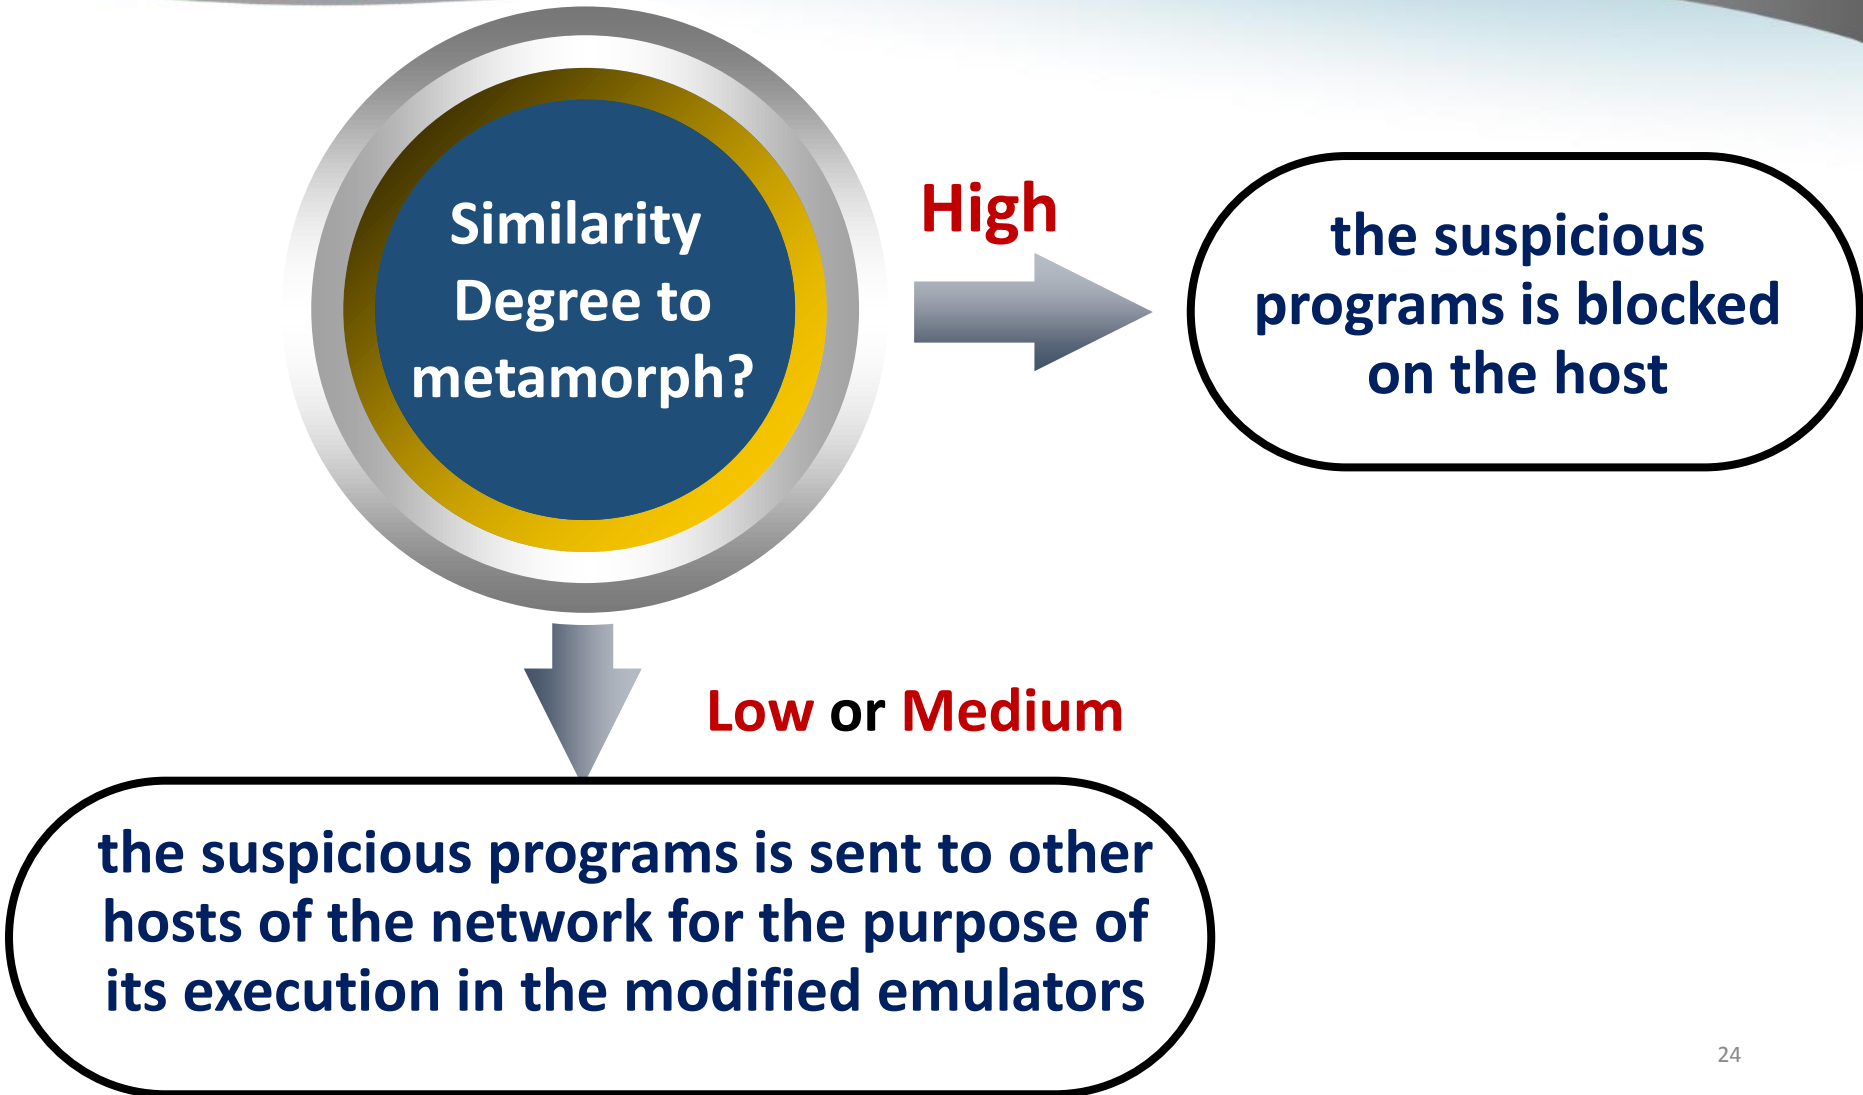 Similarity
Degree to
metamorph?
High
the suspicious
programs is blocked
on the host
Low or Medium
the suspicious programs is sent to other
hosts of the network for the purpose of
its execution in the modified emulators
24